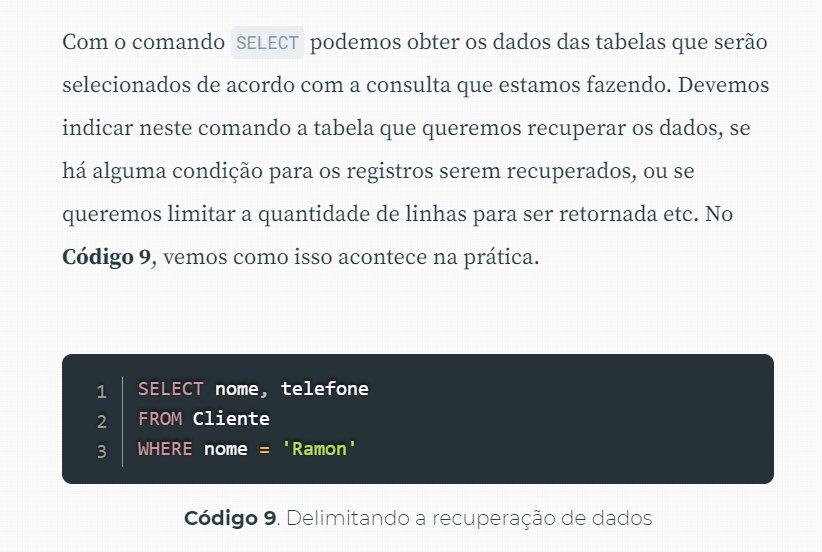 Com o comando SELECT podemos obter os dados das tabelas que serão
selecionados de acordo com a consulta que estamos fazendo. Devemos
indicar neste comando a tabela que queremos recuperar os dados, se
há alguma condição para os registros serem recuperados, ou se
queremos limitar a quantidade de linhas para ser retornada etc. No
Código 9, vemos como isso acontece na prática.
1 SELECT nome, telefone
2 FROM Cliente
3 WHERE nome = 'Ramon'
Código 9. Delimitando a recuperação de dados